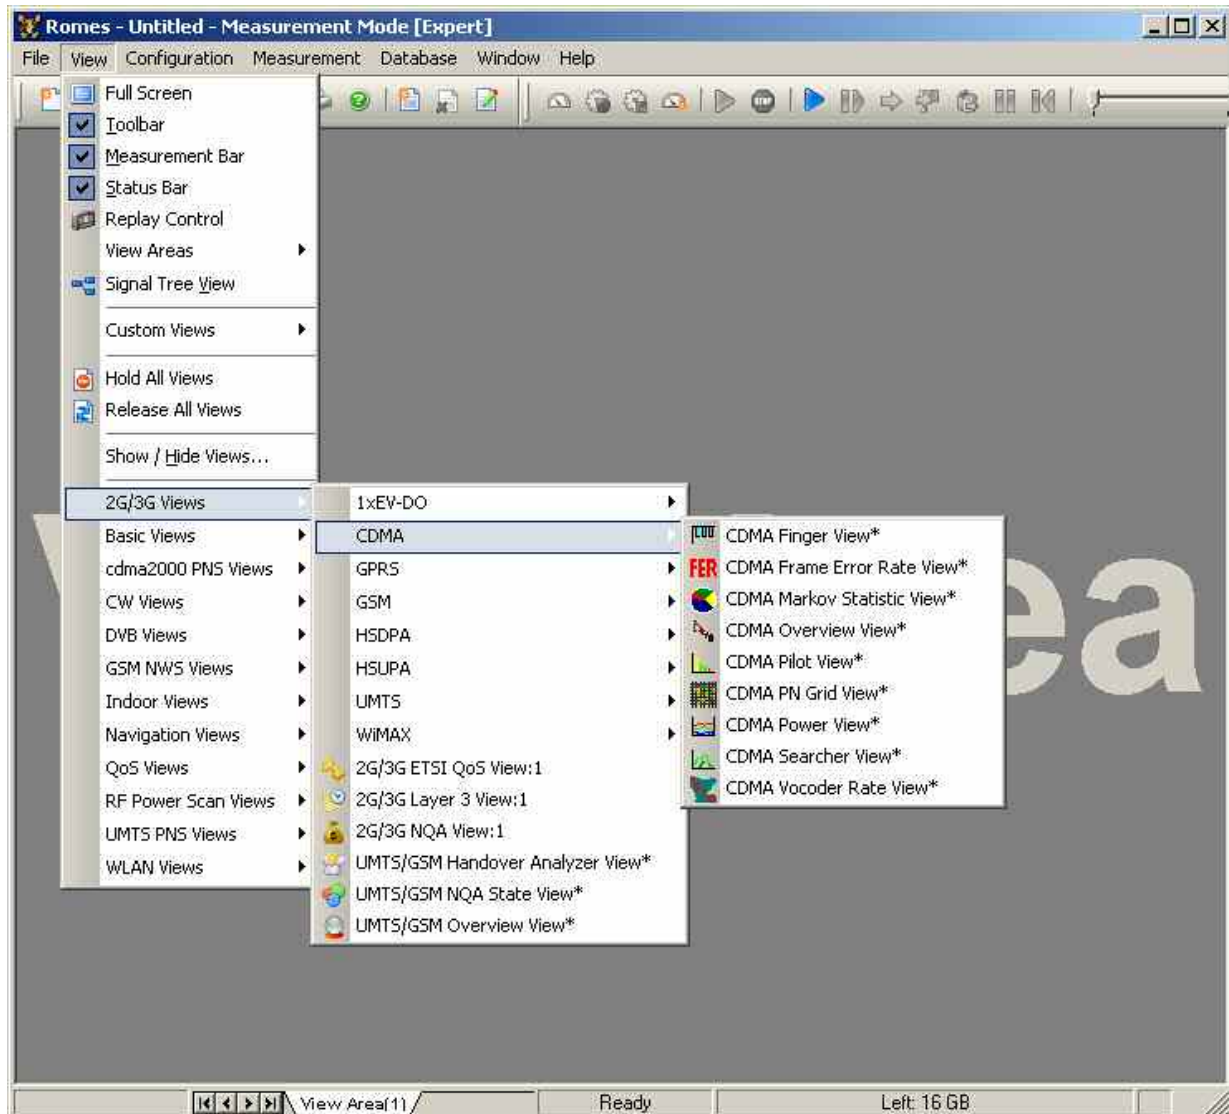 Romes - Untitled - Measurement Mode [Expert]
File View Configuration Measurement Database Window Help
Full Screen
Toolbar
Measurement Bar
Status Bar
Replay Control
View Areas
Signal Tree View
Custom Views
Hold All Views
Release All Views
Show / Hide Views...
2G/3G Views
Basic Views
cdma2000 PNS Views
CW Views
DVB Views
GSM NWS Views
Indoor Views
Navigation Views
QoS Views
RF Power Scan Views
UMTS PNS Views
WLAN Views
1xEV-DO
CDMA
GPRS
GSM
HSDPA
HSUPA
UMTS
WiMAX
2G/3G ETSI QoS View:1
2G/3G Layer 3 View:1
2G/3G NQA View:1
UMTS/GSM Handover Analyzer View*
UMTS/GSM NQA State View*
UMTS/GSM Overview View*
CDMA Finger View*
FER CDMA Frame Error Rate View*
CDMA Markov Statistic View*
CDMA Overview View*
CDMA Pilot View*
CDMA PN Grid View*
CDMA Power View*
CDMA Searcher View*
CDMA Vocoder Rate View*
View Area(1) Ready Left: 16 GB